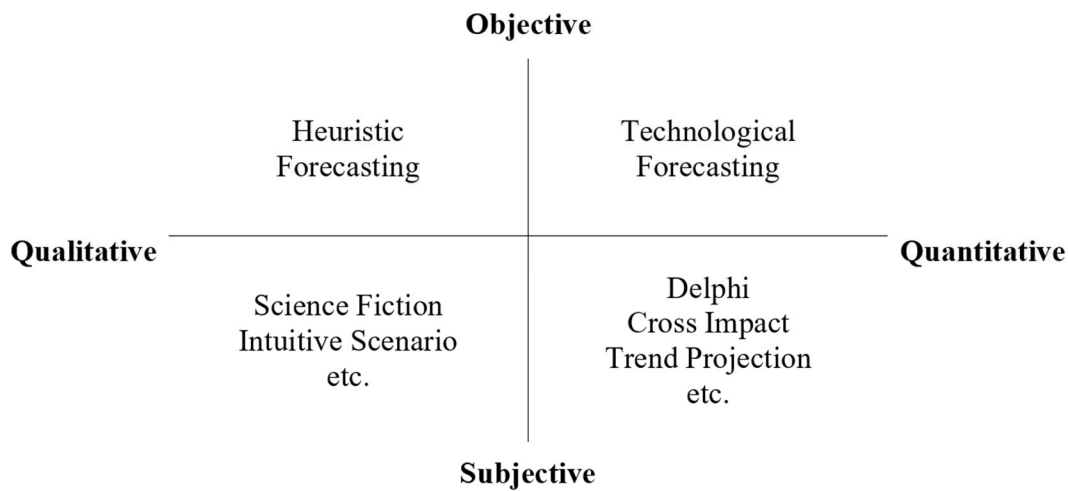 Objective
Heuristic
Forecasting
Technological
Forecasting
Qualitative
Quantitative
Science Fiction
Intuitive Scenario
etc.
Delphi
Cross Impact
Trend Projection
etc.
Subjective